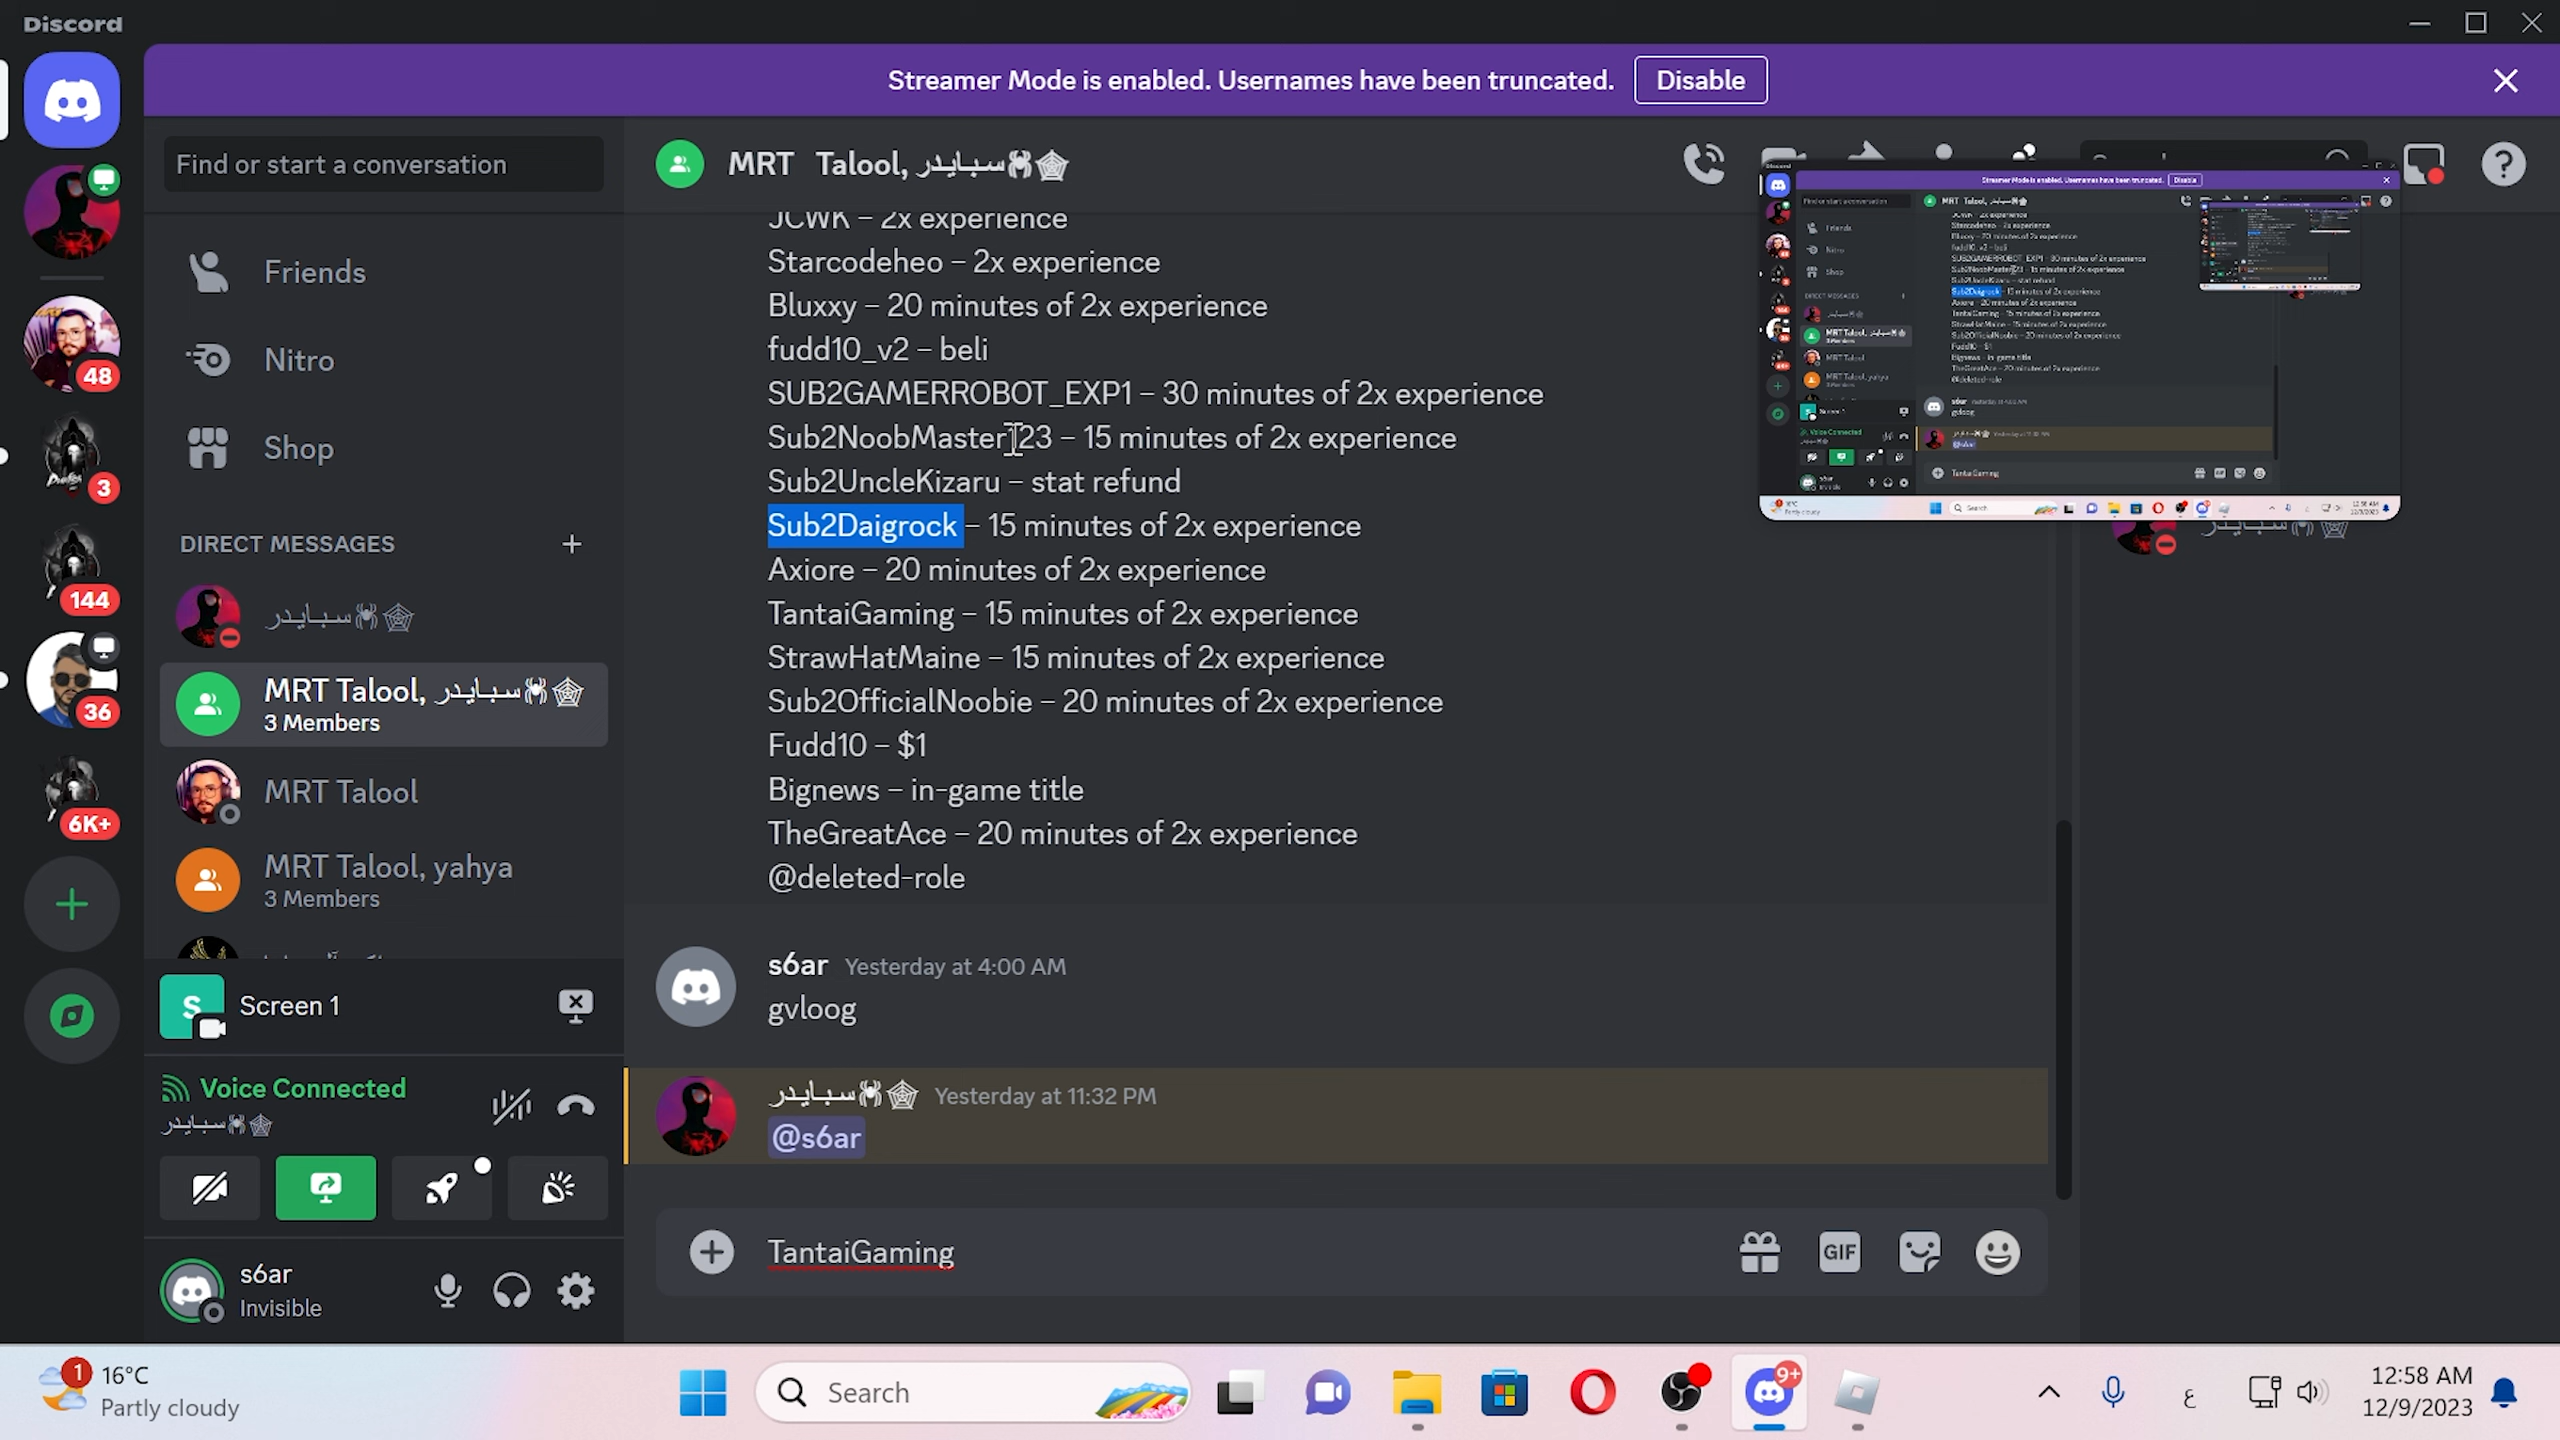 Discord
Streamer Mode is enabled. Usernames have been truncated.
Disable
Find or start a conversation
MRT Talool, سبايدر🕷🕸
48
3
144
36
6K+
Friends
Nitro
Shop
DIRECT MESSAGES
سبايدر🕷🕸
MRT Talool, سبايدر🕷🕸
3 Members
MRT Talool
MRT Talool, yahya
3 Members
Screen 1
Voice Connected
سبايدر🕷🕸
s6ar
Invisible
JCWK – 2x experience
Starcodeheo – 2x experience
Bluxxy – 20 minutes of 2x experience
fudd10_v2 – beli
SUB2GAMERROBOT_EXP1 – 30 minutes of 2x experience
Sub2NoobMaster123 – 15 minutes of 2x experience
Sub2UncleKizaru – stat refund
Sub2Daigrock – 15 minutes of 2x experience
Axiore – 20 minutes of 2x experience
TantaiGaming – 15 minutes of 2x experience
StrawHatMaine – 15 minutes of 2x experience
Sub2OfficialNoobie – 20 minutes of 2x experience
Fudd10 – $1
Bignews – in-game title
TheGreatAce – 20 minutes of 2x experience
@deleted-role
s6ar Yesterday at 4:00 AM
gvloog
سبايدر🕷🕸 Yesterday at 11:32 PM
@s6ar
TantaiGaming
GIF
سبايدر🕷🕸
1
16°C
Partly cloudy
Search
9+
ع
12:58 AM
12/9/2023